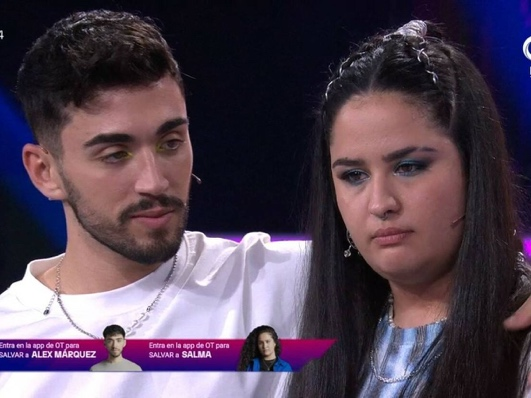 4
Entra en la app de OT para
SALVAR a ALEX MÁRQUEZ
Entra en la app de OT para
SALVAR a SALMA